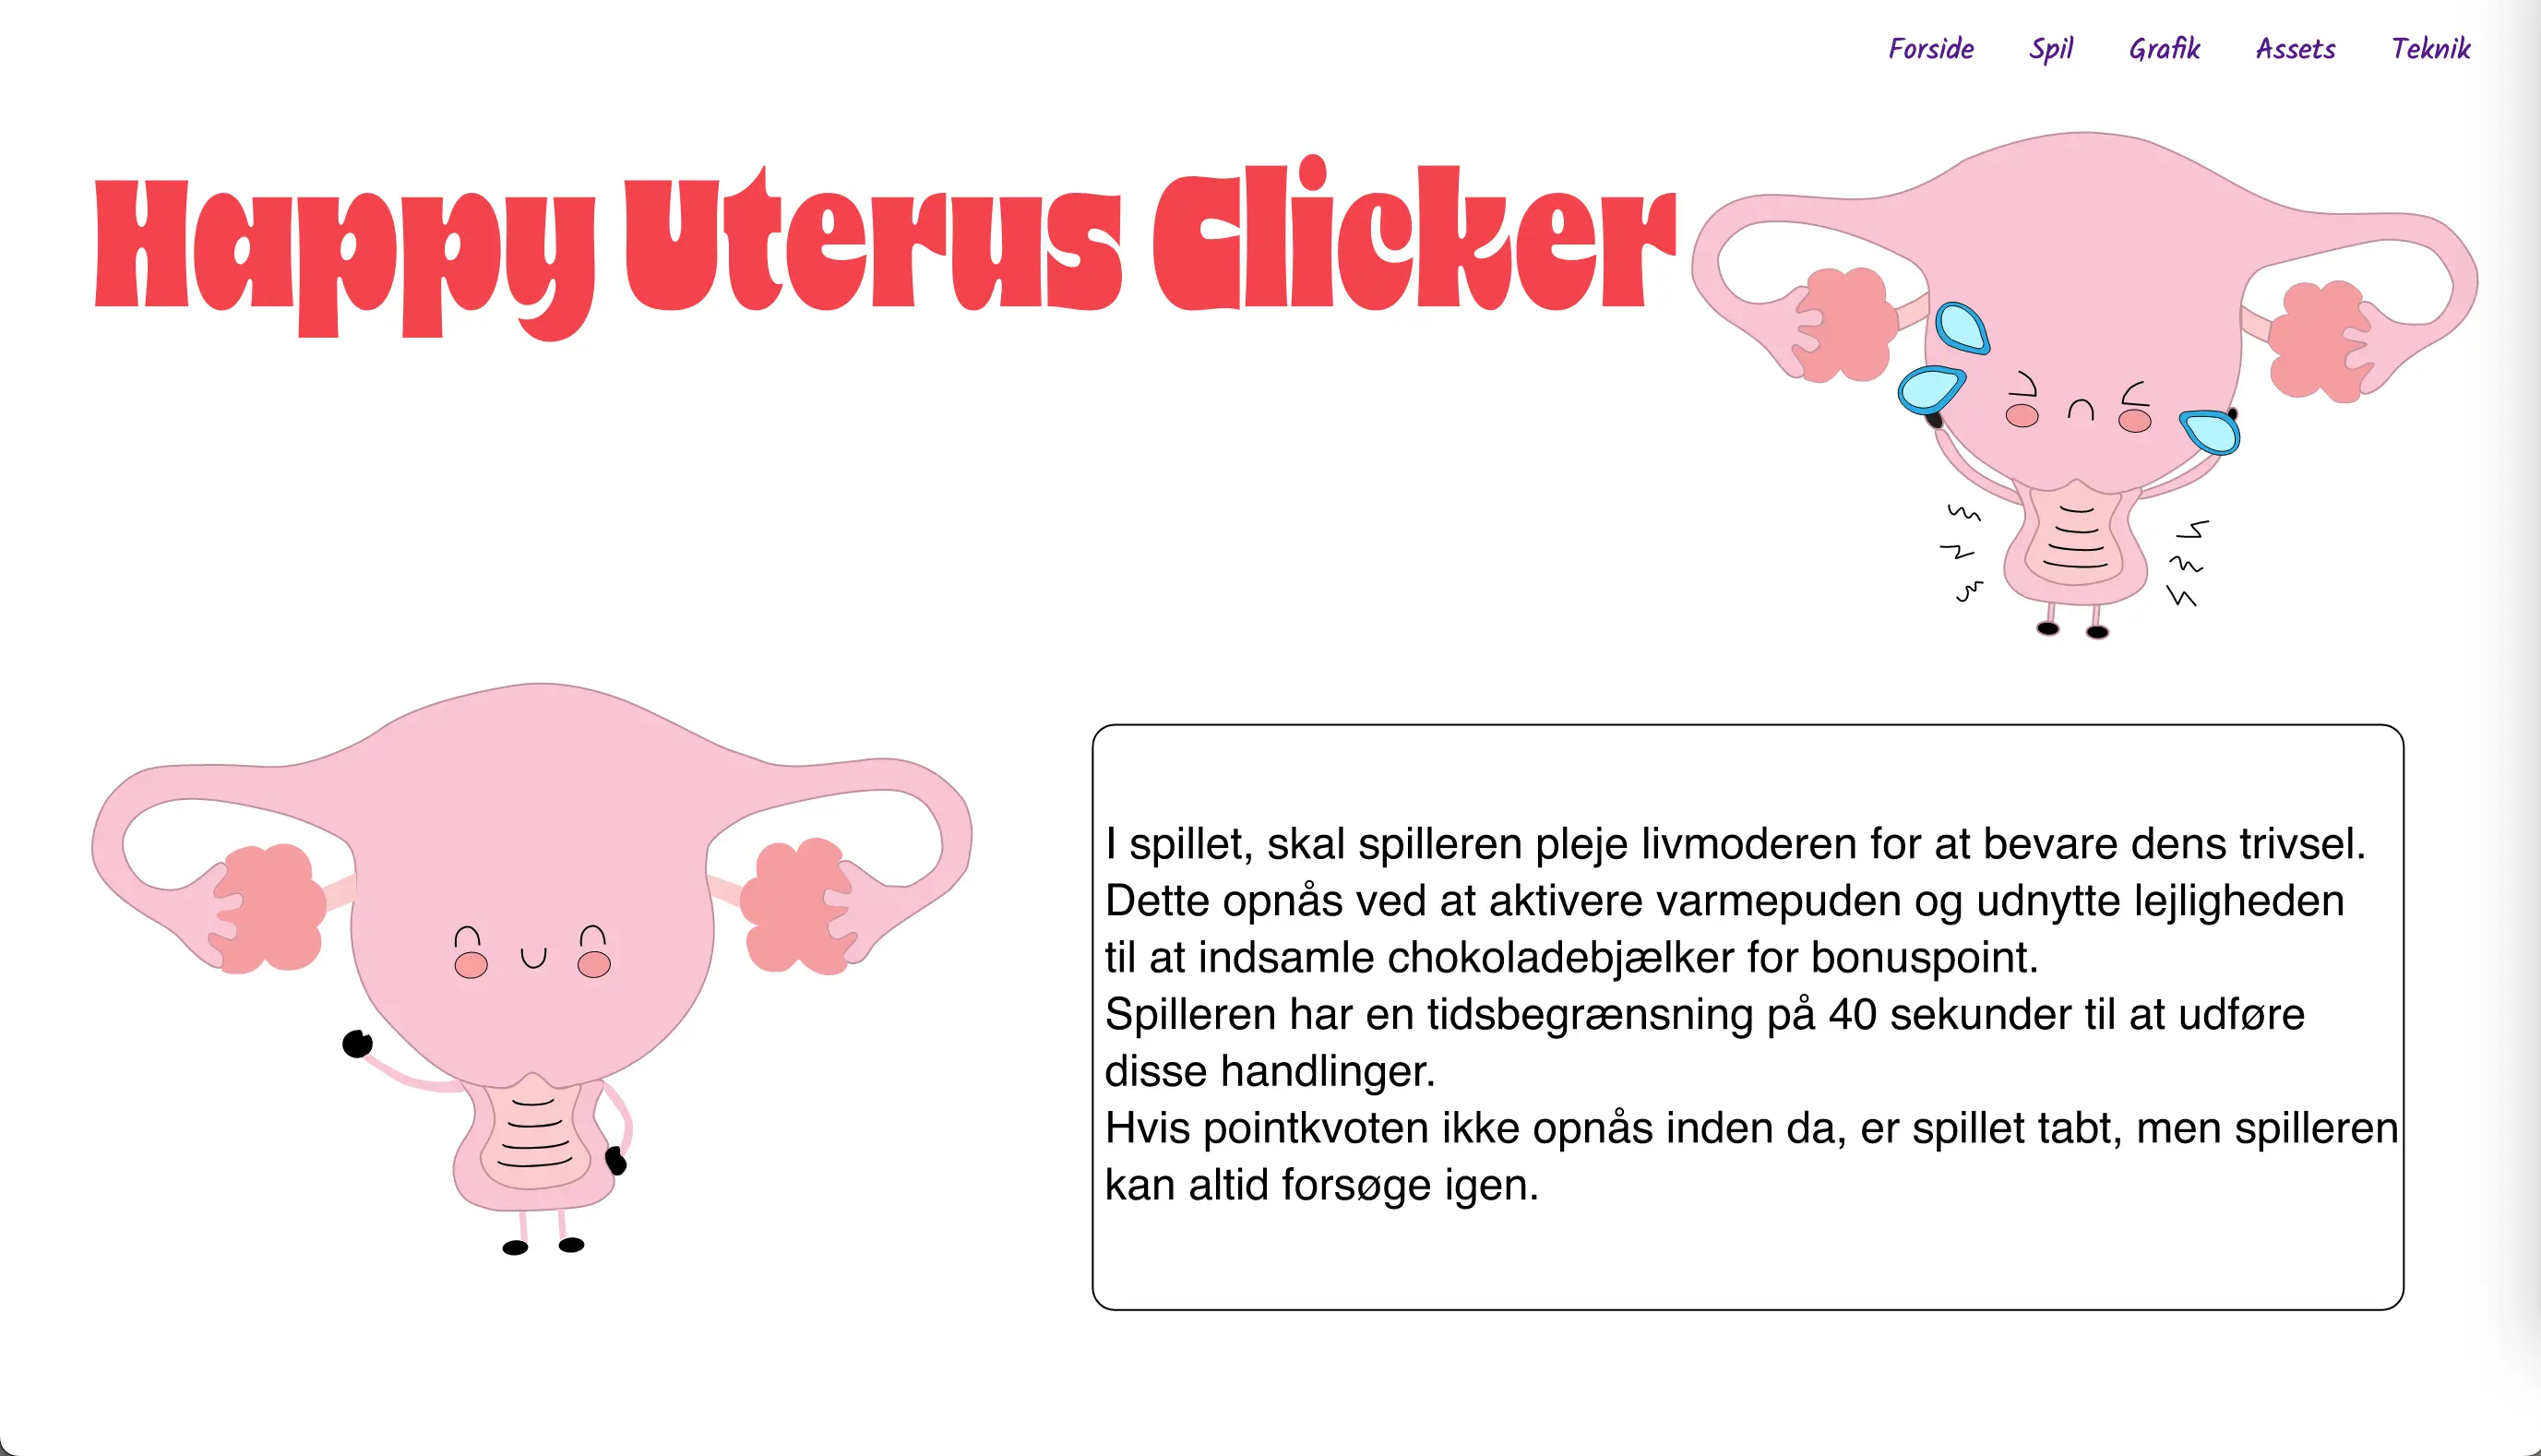 Forside Spil Grafik Assets Teknik
Happy Uterus Clicker
I spillet, skal spilleren pleje livmoderen for at bevare dens trivsel.
Dette opnås ved at aktivere varmepuden og udnytte lejligheden
til at indsamle chokoladebjælker for bonuspoint.
Spilleren har en tidsbegrænsning på 40 sekunder til at udføre
disse handlinger.
Hvis pointkvoten ikke opnås inden da, er spillet tabt, men spilleren
kan altid forsøge igen.